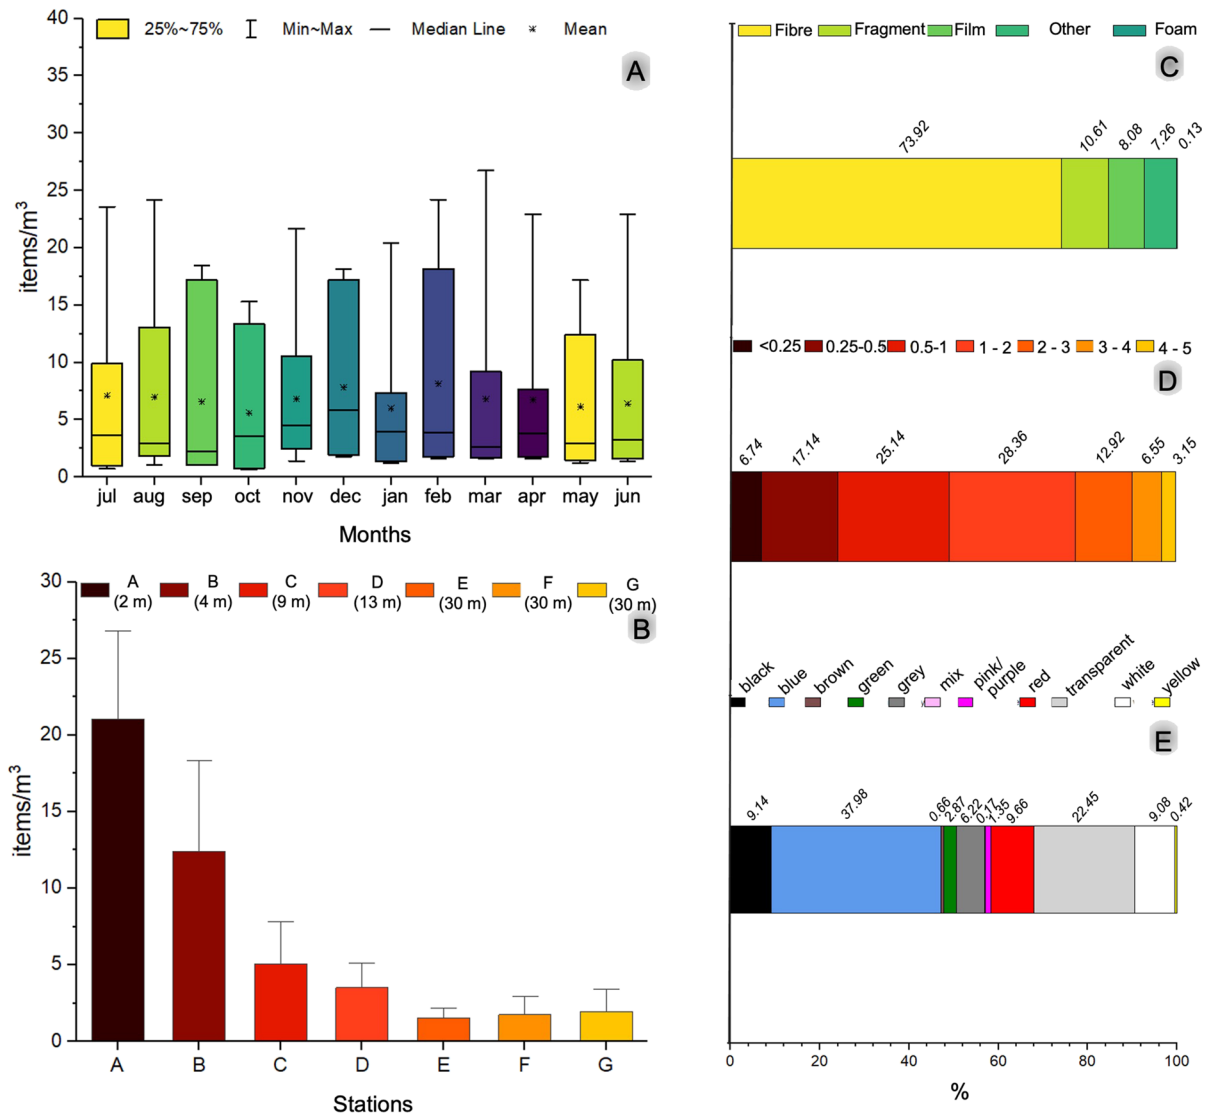 25%~75% Min~Max Median Line Mean
A
40
35
30
25
20
15
10
5
0
items/m³
jul aug sep oct nov dec jan feb mar apr may jun
Months
A (2 m) B (4 m) C (9 m) D (13 m) E (30 m) F (30 m) G (30 m)
B
30
25
20
15
10
5
0
items/m³
A B C D E F G
Stations
Fibre Fragment Film Other Foam
C
73.92 10.61 8.08 7.26 0.13
<0.25 0.25-0.5 0.5-1 1 - 2 2 - 3 3 - 4 4 - 5
D
6.74 17.14 25.14 28.36 12.92 6.55 3.15
black blue brown green grey mix pink/ purple red transparent white yellow
E
9.14 37.98 0.66 2.87 6.22 0.17 1.35 9.66 22.45 9.08 0.42
0 20 40 60 80 100
%